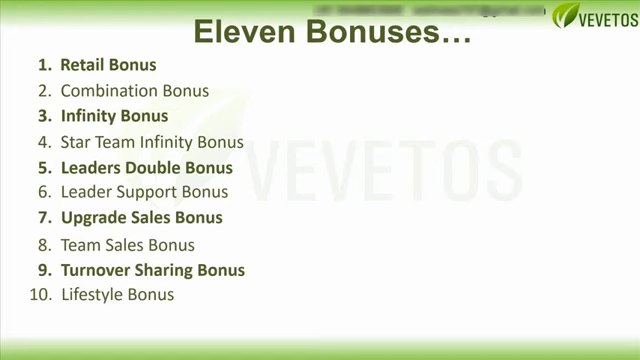 VEVETOS
Eleven Bonuses...
1. Retail Bonus
2. Combination Bonus
3. Infinity Bonus
4. Star Team Infinity Bonus
5. Leaders Double Bonus
6. Leader Support Bonus
7. Upgrade Sales Bonus
8. Team Sales Bonus
9. Turnover Sharing Bonus
10. Lifestyle Bonus
VEVETOS